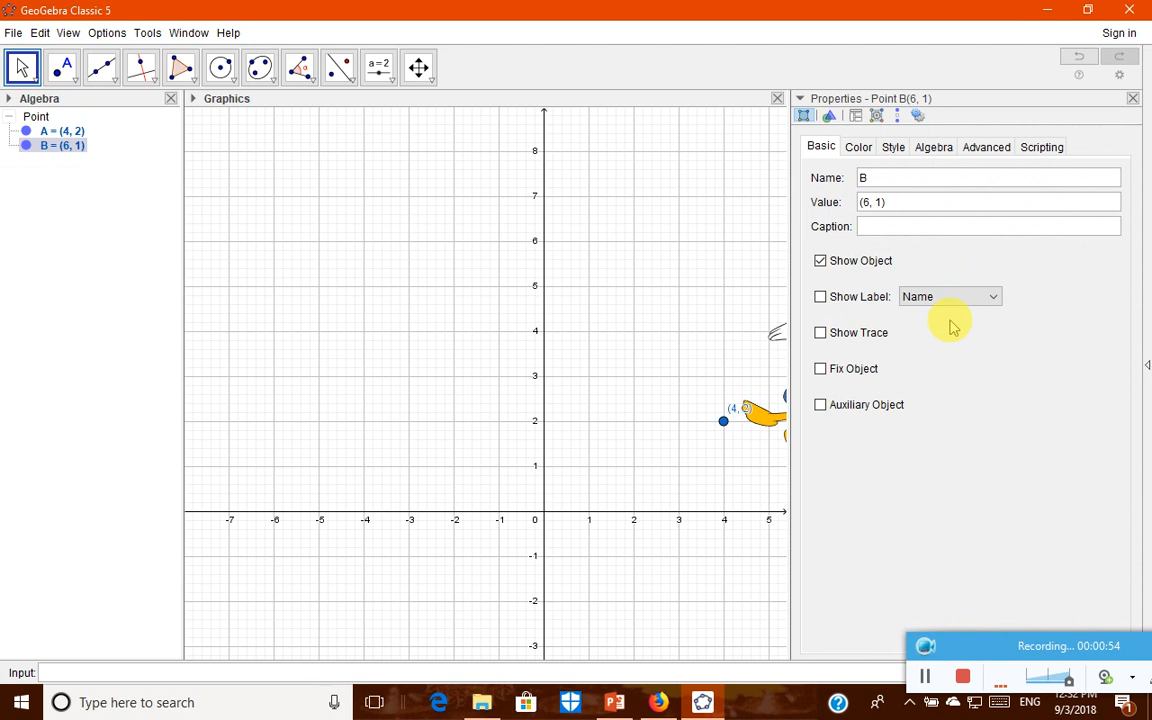 GeoGebra Classic 5
File Edit View Options Tools Window Help
Sign in
A
a=2
Algebra
Graphics
Properties - Point B(6, 1)
Point
A = (4, 2)
B = (6, 1)
Basic Color Style Algebra Advanced Scripting
Name: B
Value: (6, 1)
Caption:
Show Object
Show Label: Name
Show Trace
Fix Object
Auxiliary Object
8
7
6
5
4
3
2
1
-7 -6 -5 -4 -3 -2 -1 0 1 2 3 4 5
-1
-2
-3
(4, 2)
Input:
Recording... 00:00:54
Type here to search
ENG
12:52 PM
9/3/2018
1